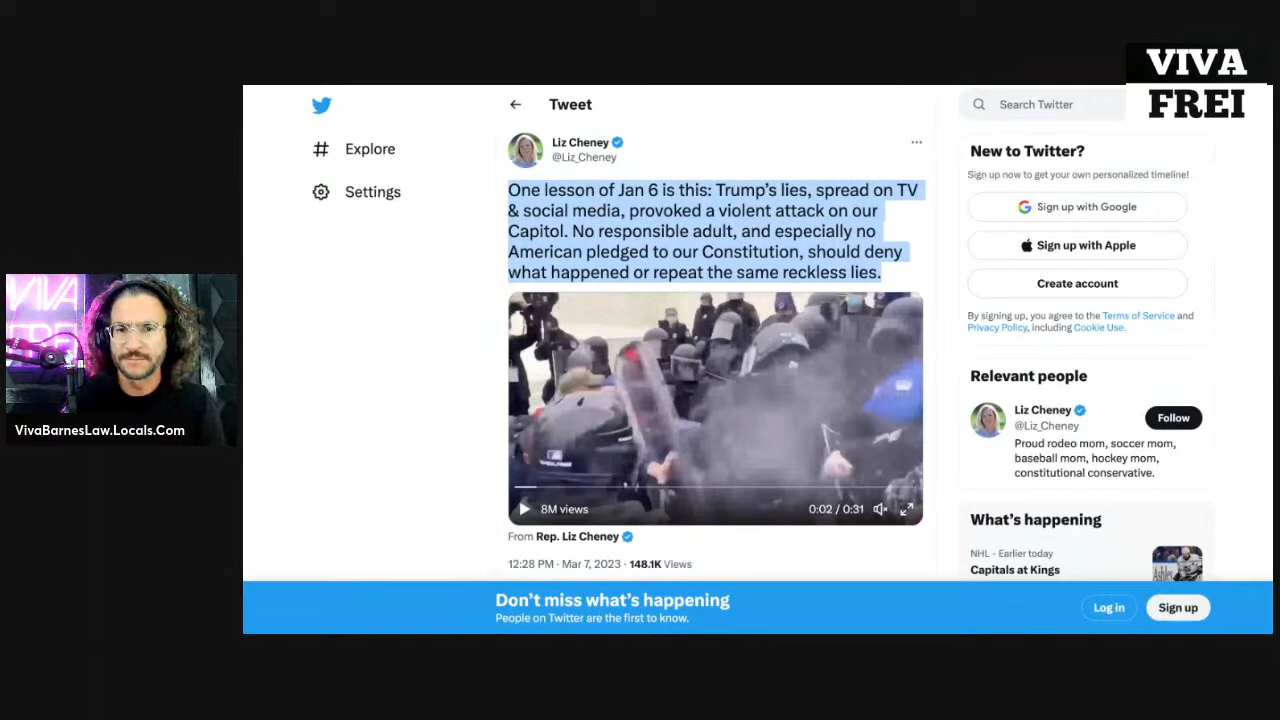 VIVA
FREI
Tweet
Search Twitter
Explore
Settings
Liz Cheney
@Liz_Cheney
One lesson of Jan 6 is this: Trump's lies, spread on TV
& social media, provoked a violent attack on our
Capitol. No responsible adult, and especially no
American pledged to our Constitution, should deny
what happened or repeat the same reckless lies.
8M views
0:02 / 0:31
From Rep. Liz Cheney
12:28 PM · Mar 7, 2023 · 148.1K Views
New to Twitter?
Sign up now to get your own personalized timeline!
Sign up with Google
Sign up with Apple
Create account
By signing up, you agree to the Terms of Service and
Privacy Policy, including Cookie Use.
Relevant people
Liz Cheney
@Liz_Cheney
Follow
Proud rodeo mom, soccer mom,
baseball mom, hockey mom,
constitutional conservative.
What's happening
NHL · Earlier today
Capitals at Kings
Don't miss what's happening
People on Twitter are the first to know.
Log in
Sign up
VIVA
FREI
VivaBarnesLaw.Locals.Com